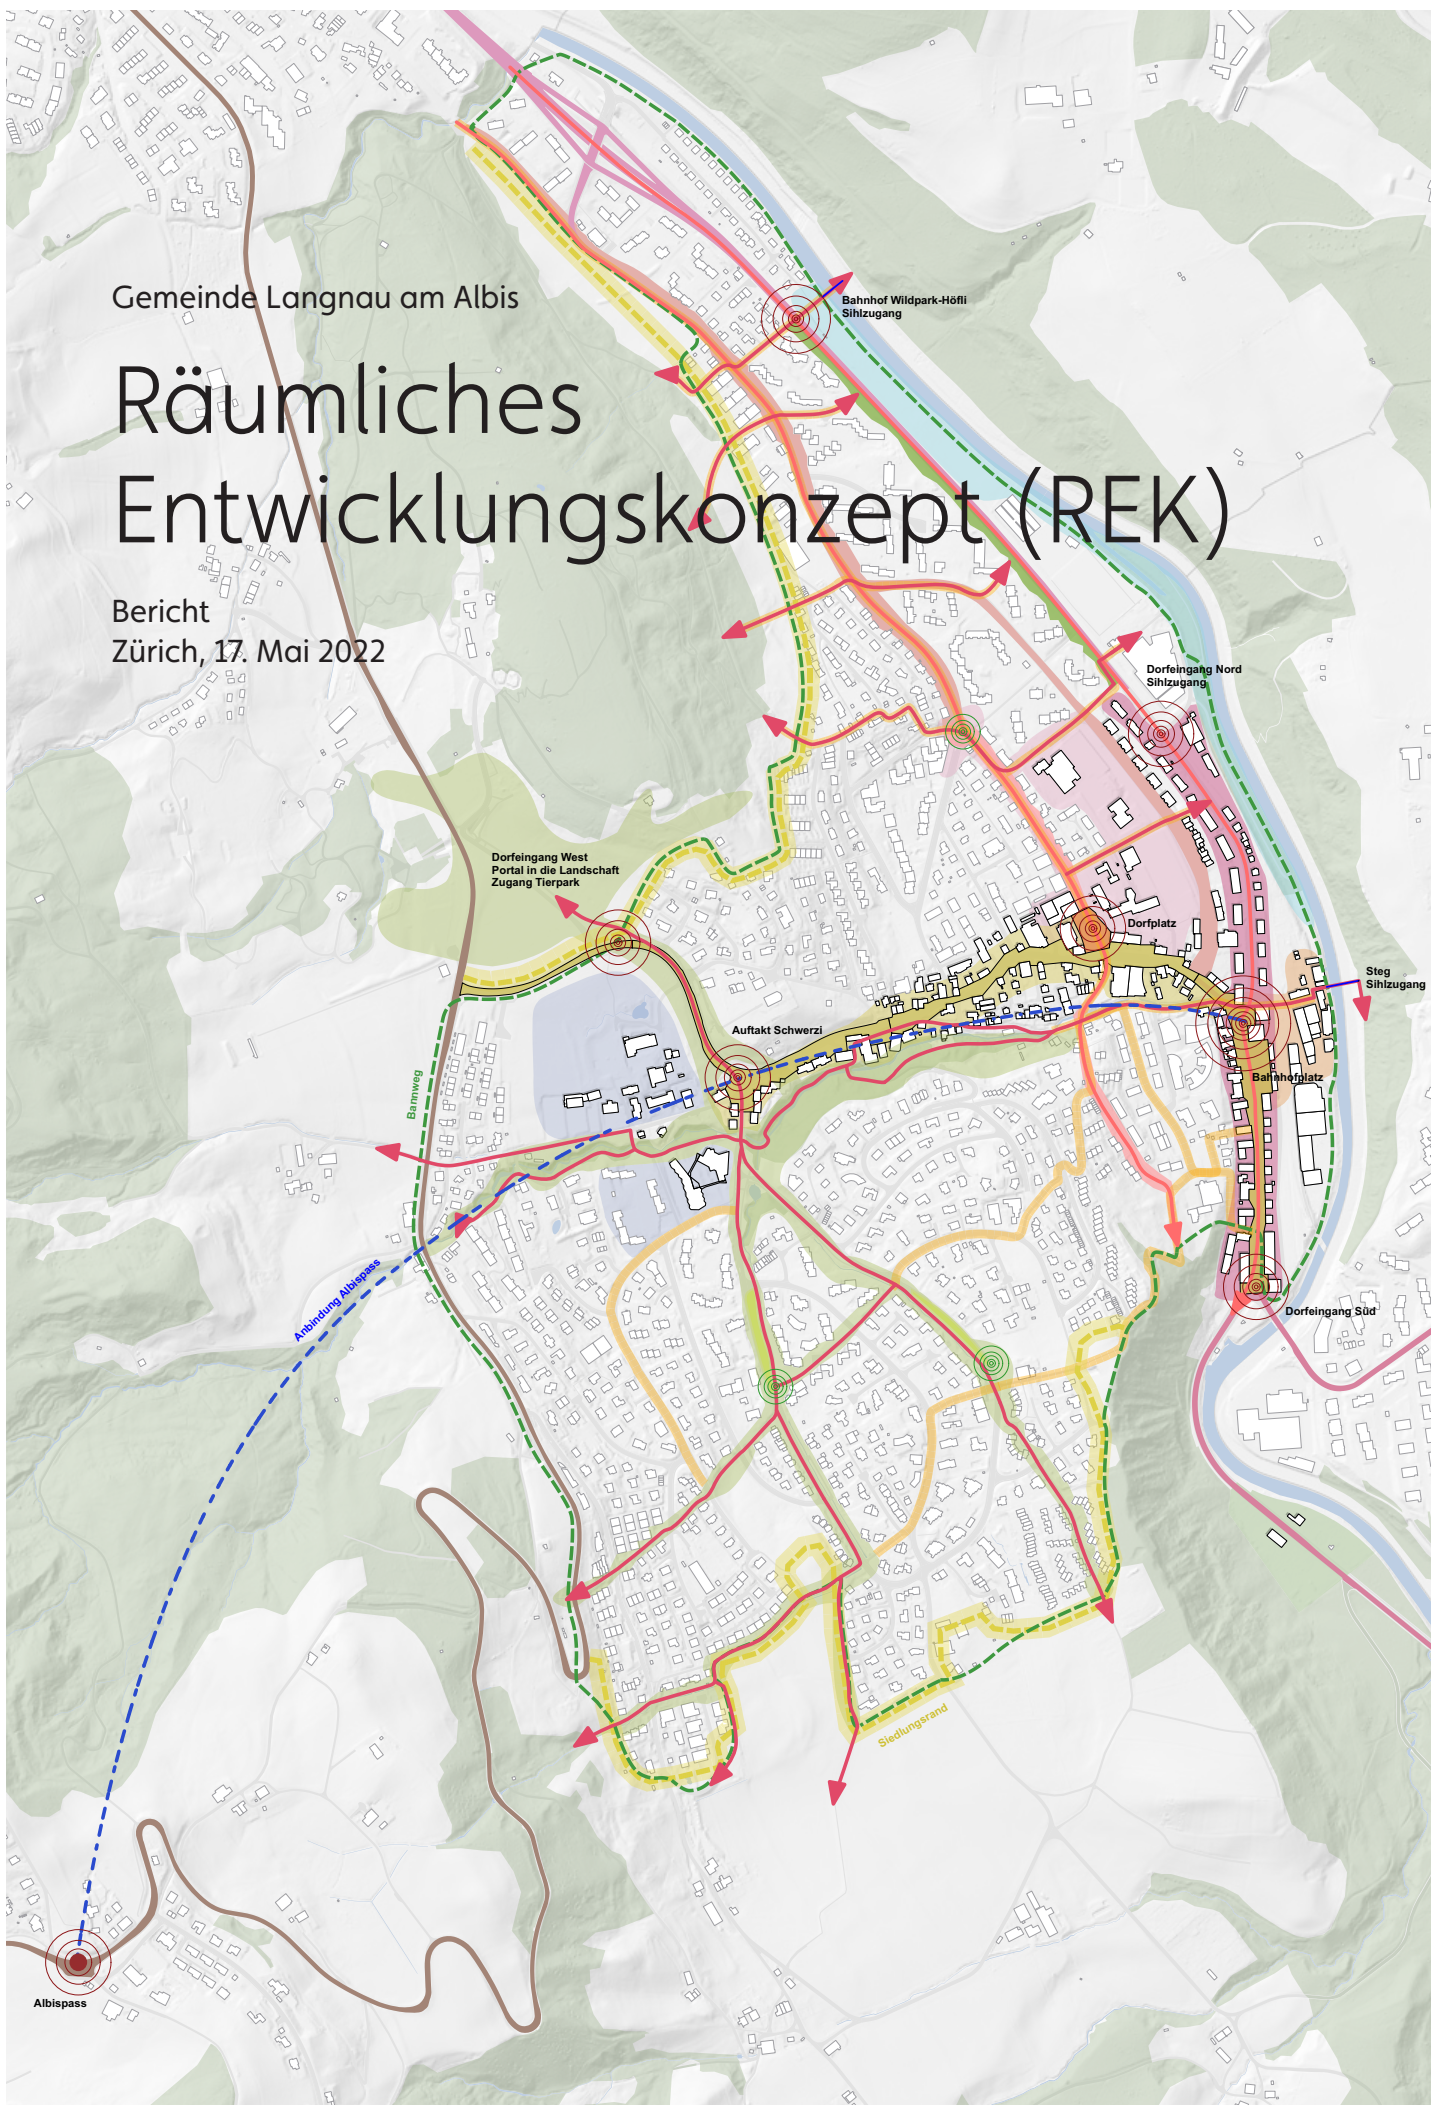 Gemeinde Langnau am Albis
Räumliches
Entwicklungskonzept (REK)
Bericht
Zürich, 17. Mai 2022
Bahnhof Wildpark-Höfli
Sihlzugang
Dorfeingang Nord
Sihlzugang
Dorfeingang West
Portal in die Landschaft
Zugang Tierpark
Dorfplatz
Steg
Sihlzugang
Auftakt Schwerzi
Bahnhofplatz
Bannweg
Anbindung Albispass
Dorfeingang Süd
Siedlungsrand
Albispass